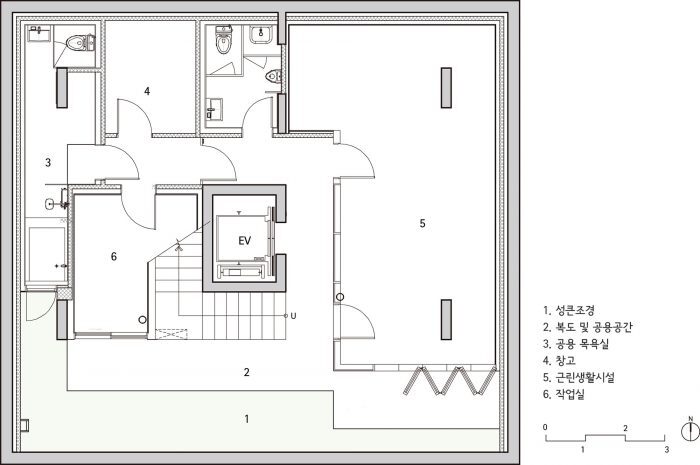 4
3
5
EV
6
U
2
1
1. 성큰조경
2. 복도 및 공용공간
3. 공용 목욕실
4. 창고
5. 근린생활시설
6. 작업실
N
0 2
1 3